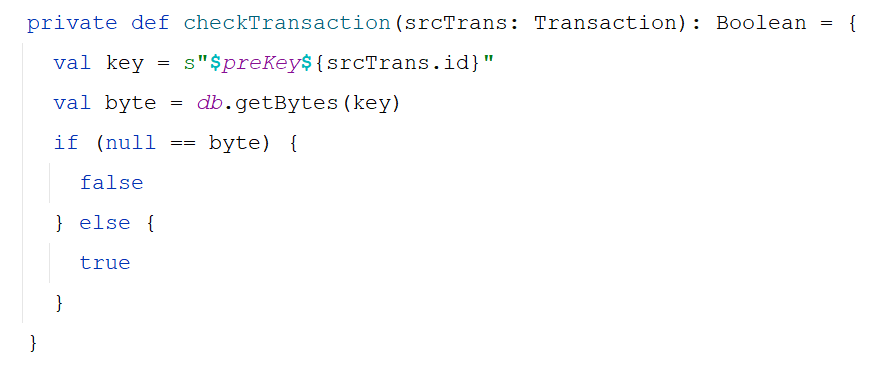 private def checkTransaction(srcTrans: Transaction): Boolean = {
  val key = s"$preKey${srcTrans.id}"
  val byte = db.getBytes(key)
  if (null == byte) {
    false
  } else {
    true
  }
}